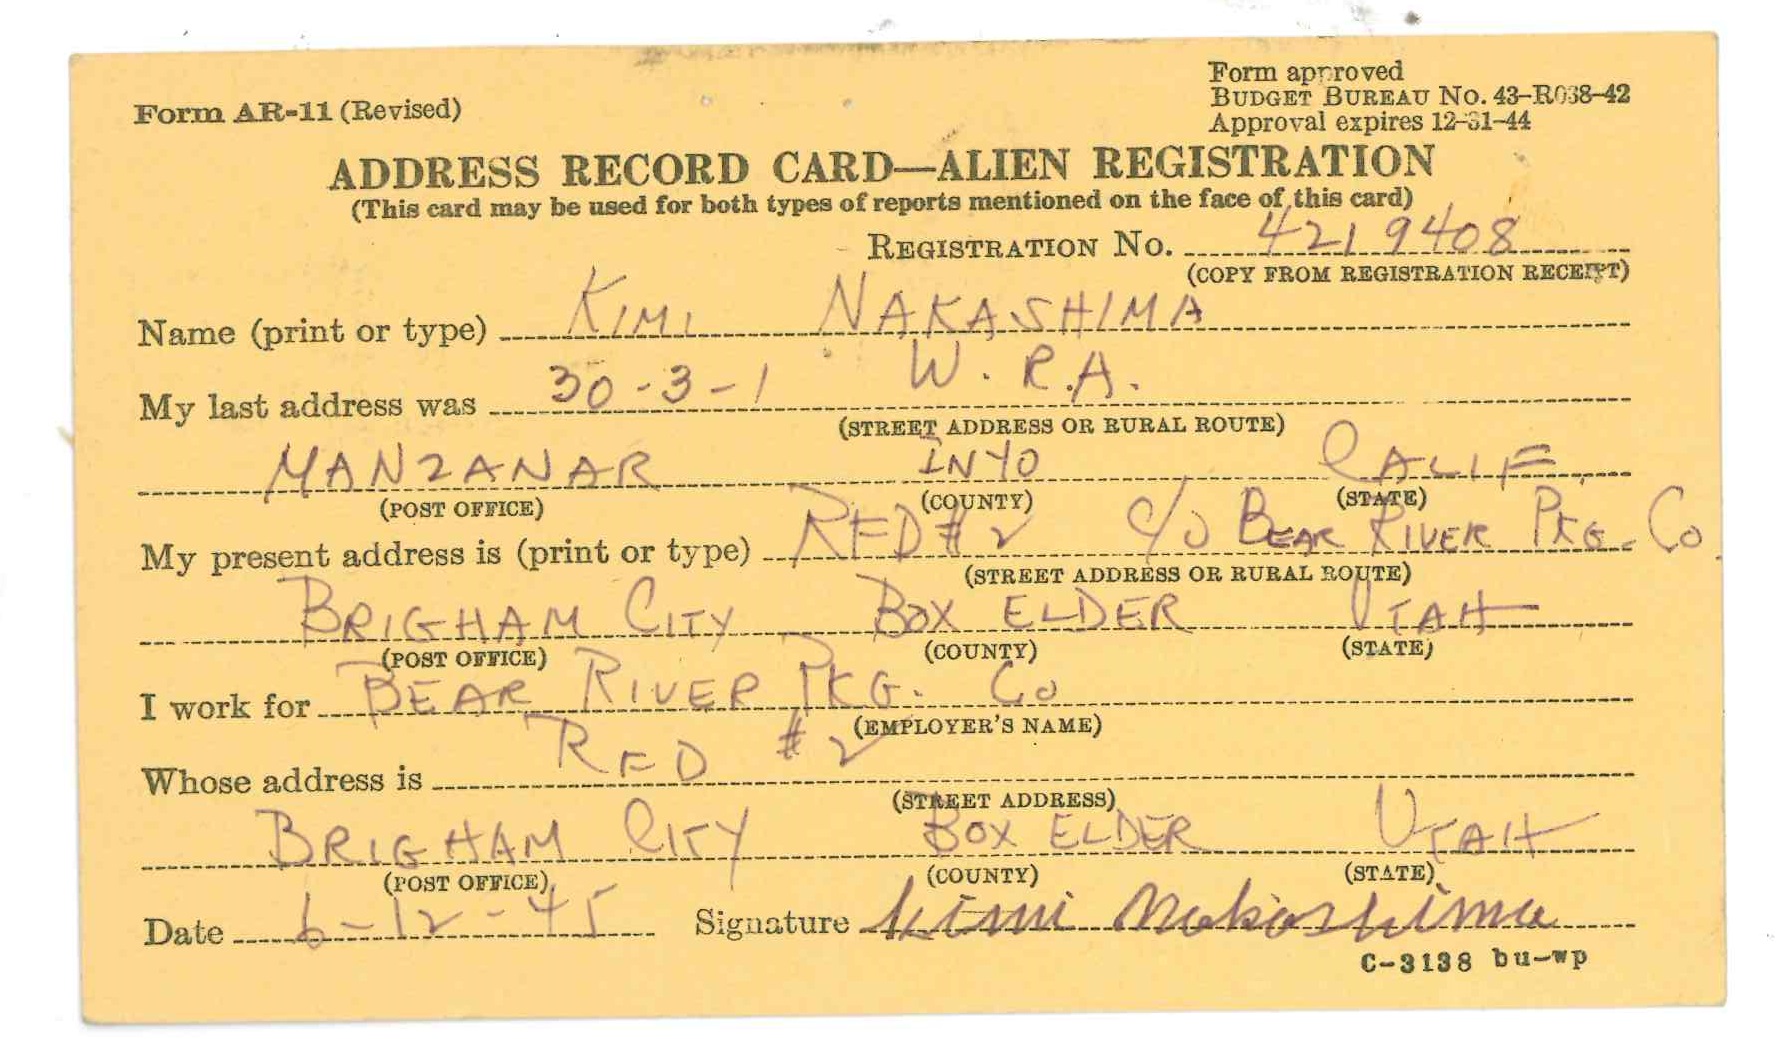 Form AR-11 (Revised)
Form approved
BUDGET BUREAU NO. 43-R038-42
Approval expires 12-31-44
ADDRESS RECORD CARD—ALIEN REGISTRATION
(This card may be used for both types of reports mentioned on the face of this card)
REGISTRATION NO. 4219408
(COPY FROM REGISTRATION RECEIPT)
Name (print or type) KIMI NAKASHIMA
My last address was 30-3-1 W. R.A.
(STREET ADDRESS OR RURAL ROUTE)
MANZANAR INYO CALIF.
(POST OFFICE) (COUNTY) (STATE)
My present address is (print or type) RFD #2 c/o BEAR RIVER PKG. Co.
(STREET ADDRESS OR RURAL ROUTE)
BRIGHAM CITY BOX ELDER UTAH
(POST OFFICE) (COUNTY) (STATE)
I work for BEAR RIVER PKG. Co
(EMPLOYER'S NAME)
Whose address is RFD #2
(STREET ADDRESS)
BRIGHAM CITY BOX ELDER UTAH
(POST OFFICE) (COUNTY) (STATE)
Date 6-12-45 Signature Kimi Nakashima
C-3138 bu-wp